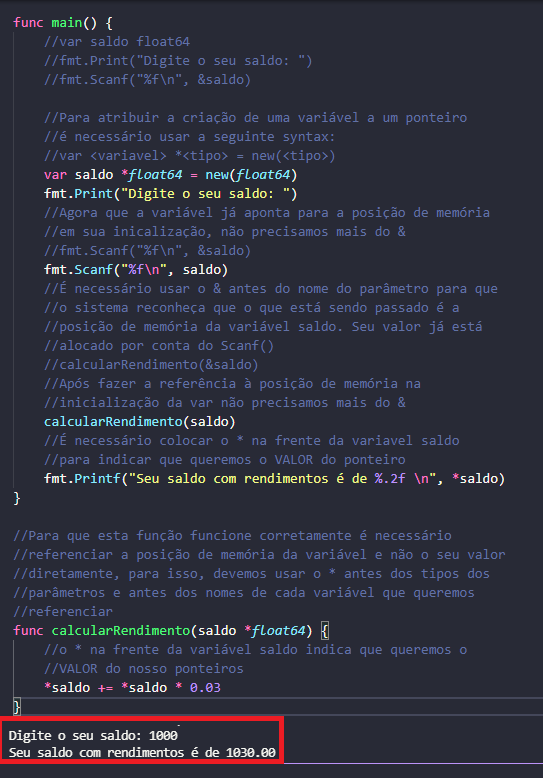 func main() {
//var saldo float64
//fmt.Print("Digite o seu saldo: ")
//fmt.Scanf("%f\n", &saldo)
//Para atribuir a criação de uma variável a um ponteiro
//é necessário usar a seguinte syntax:
//var <variavel> *<tipo> = new(<tipo>)
var saldo *float64 = new(float64)
fmt.Print("Digite o seu saldo: ")
//Agora que a variável já aponta para a posição de memória
//em sua inicalização, não precisamos mais do &
//fmt.Scanf("%f\n", &saldo)
fmt.Scanf("%f\n", saldo)
//É necessário usar o & antes do nome do parâmetro para que
//o sistema reconheça que o que está sendo passado é a
//posição de memória da variável saldo. Seu valor já está
//alocado por conta do Scanf()
//calcularRendimento(&saldo)
//Após fazer a referência à posição de memória na
//inicialização da var não precisamos mais do &
calcularRendimento(saldo)
//É necessário colocar o * na frente da variavel saldo
//para indicar que queremos o VALOR do ponteiro
fmt.Printf("Seu saldo com rendimentos é de %.2f \n", *saldo)
}
//Para que esta função funcione corretamente é necessário
//referenciar a posição de memória da variável e não o seu valor
//diretamente, para isso, devemos usar o * antes dos tipos dos
//parâmetros e antes dos nomes de cada variável que queremos
//referenciar
func calcularRendimento(saldo *float64) {
//o * na frente da variável saldo indica que queremos o
//VALOR do nosso ponteiros
*saldo += *saldo * 0.03
}
Digite o seu saldo: 1000
Seu saldo com rendimentos é de 1030.00